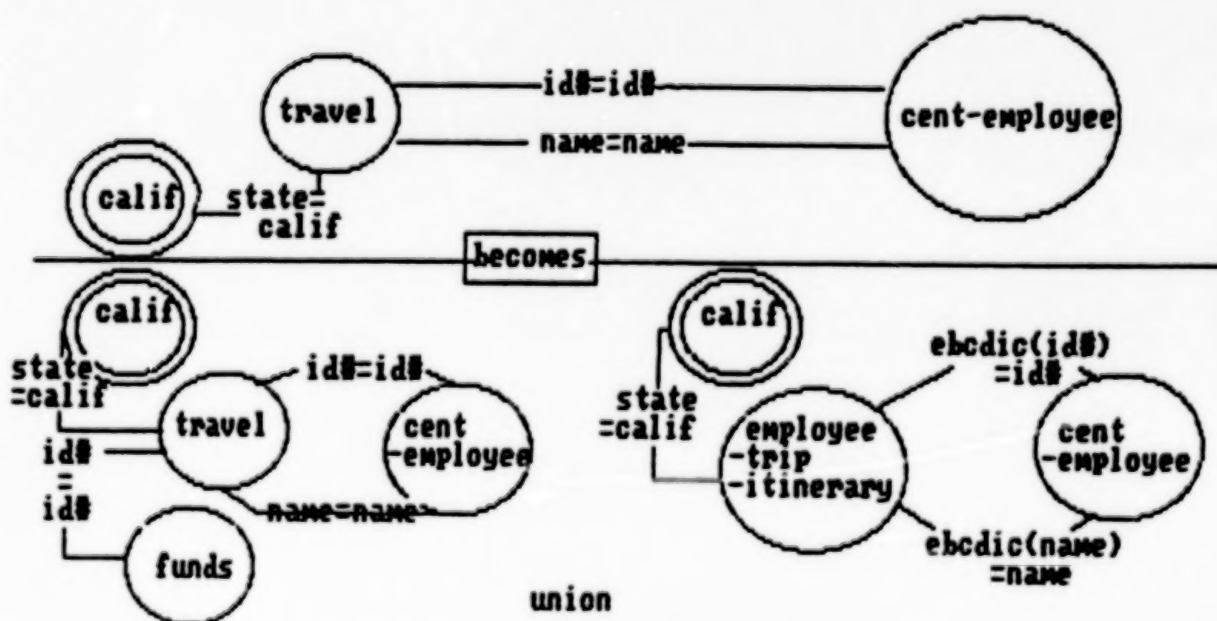 id#=id#
travel
cent-employee
name=name
calif
state=
calif
becomes
calif
state
=calif
id#=id#
travel
cent
-employee
id#
=
id#
name=name
funds
calif
ebcdic(id#)
=id#
state
=calif
employee
-trip
-itinerary
cent
-employee
ebcdic(name)
=name
union